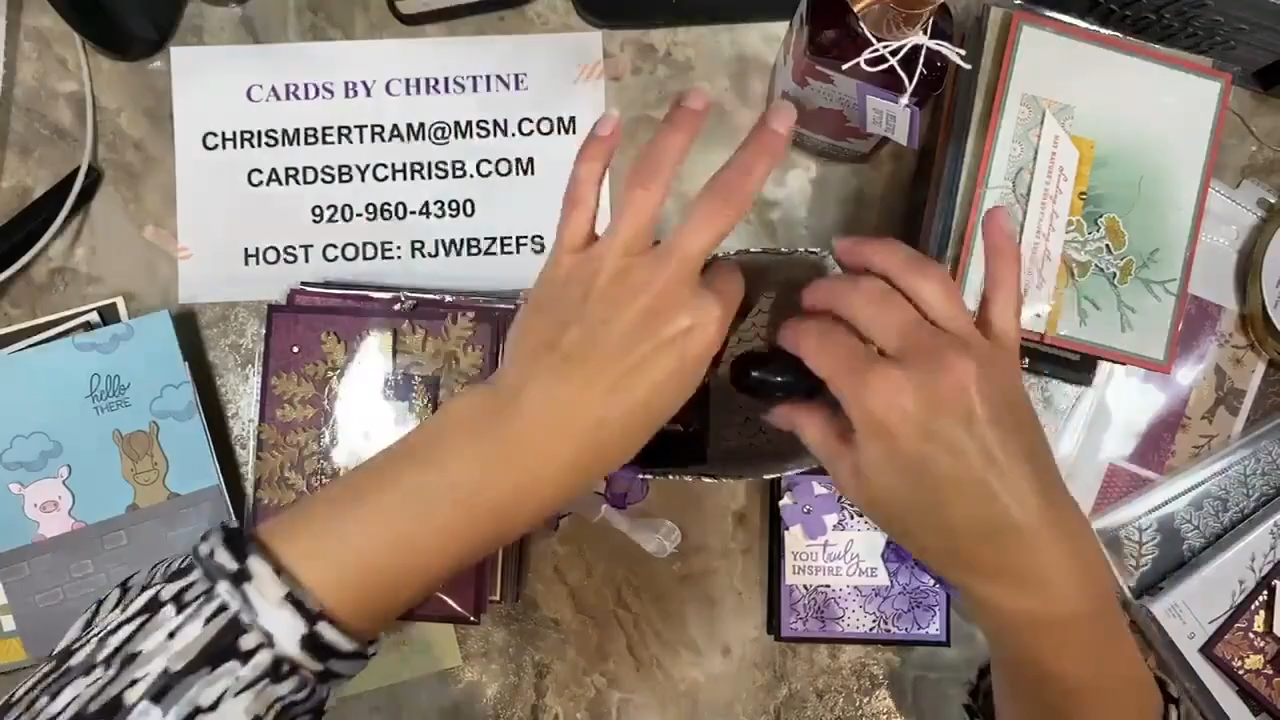 CARDS BY CHRISTINE
CHRISMBERTRAM@MSN.COM
CARDSBYCHRISB.COM
920-960-4390
HOST CODE: RJWBZEFS
hello
THERE
YOU truly
INSPIRE ME